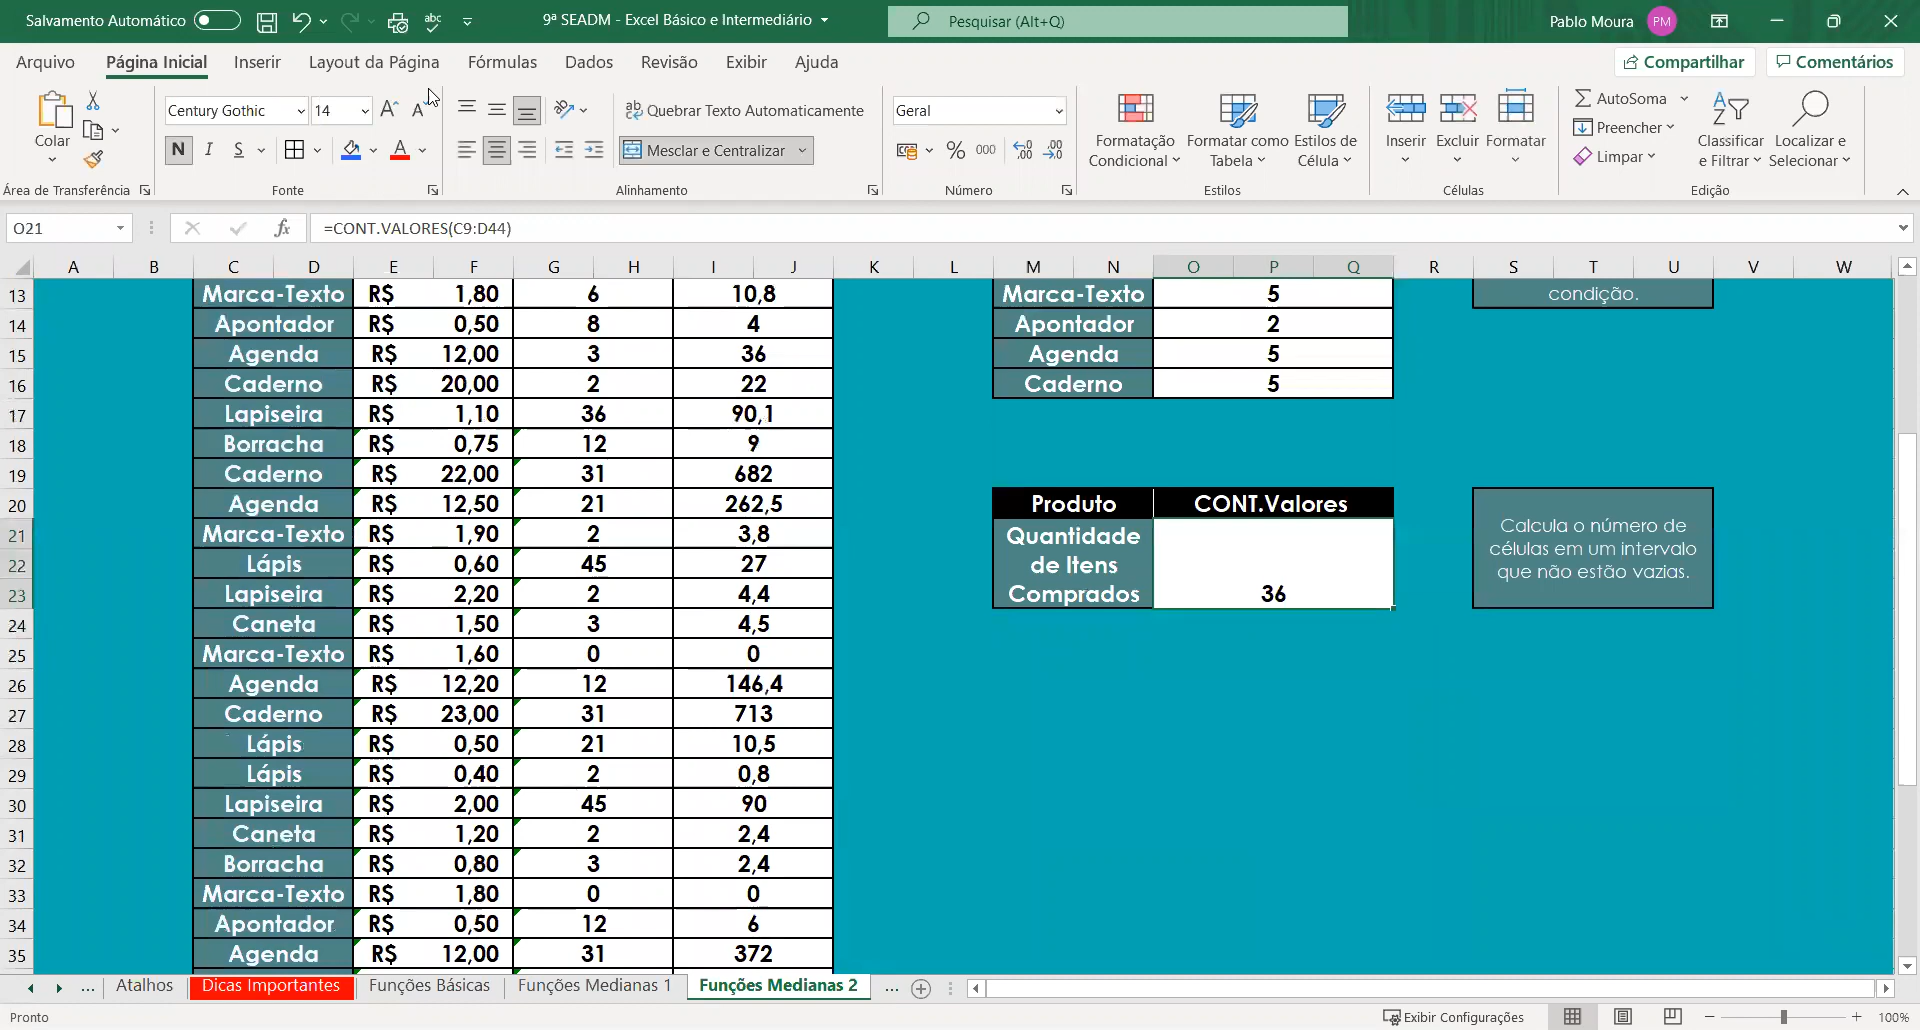 Salvamento Automático
9ª SEADM - Excel Básico e Intermediário
Pesquisar (Alt+Q)
Pablo Moura PM
Arquivo Página Inicial Inserir Layout da Página Fórmulas Dados Revisão Exibir Ajuda
Compartilhar Comentários
Colar
Área de Transferência
Century Gothic 14
N I S
Fonte
Quebrar Texto Automaticamente
Mesclar e Centralizar
Alinhamento
Geral
% 000
Número
Formatação Condicional
Formatar como Tabela
Estilos de Célula
Estilos
Inserir Excluir Formatar
Células
AutoSoma
Preencher
Limpar
Classificar e Filtrar
Localizar e Selecionar
Edição
O21 fx =CONT.VALORES(C9:D44)
A B C D E F G H I J K L M N O P Q R S T U V W
13 Marca-Texto R$ 1,80 6 10,8 Marca-Texto 5 condição.
14 Apontador R$ 0,50 8 4 Apontador 2
15 Agenda R$ 12,00 3 36 Agenda 5
16 Caderno R$ 20,00 2 22 Caderno 5
17 Lapiseira R$ 1,10 36 90,1
18 Borracha R$ 0,75 12 9
19 Caderno R$ 22,00 31 682
20 Agenda R$ 12,50 21 262,5 Produto CONT.Valores
21 Marca-Texto R$ 1,90 2 3,8
22 Lápis R$ 0,60 45 27
23 Lapiseira R$ 2,20 2 4,4
Quantidade
de Itens
Comprados 36
Calcula o número de
células em um intervalo
que não estão vazias.
24 Caneta R$ 1,50 3 4,5
25 Marca-Texto R$ 1,60 0 0
26 Agenda R$ 12,20 12 146,4
27 Caderno R$ 23,00 31 713
28 Lápis R$ 0,50 21 10,5
29 Lápis R$ 0,40 2 0,8
30 Lapiseira R$ 2,00 45 90
31 Caneta R$ 1,20 2 2,4
32 Borracha R$ 0,80 3 2,4
33 Marca-Texto R$ 1,80 0 0
34 Apontador R$ 0,50 12 6
35 Agenda R$ 12,00 31 372
... Atalhos Dicas Importantes Funções Básicas Funções Medianas 1 Funções Medianas 2 ...
Pronto Exibir Configurações 100%